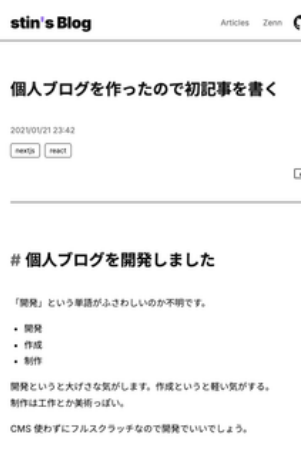 stin's Blog
Articles Zenn
個人ブログを作ったので初記事を書く
2021/01/21 23:42
nextjs react
# 個人ブログを開発しました
「開発」という単語がふさわしいのか不明です。
• 開発
• 作成
• 制作
開発というと大げさな気がします。作成というと軽い気がする。
制作は工作とか美術っぽい。
CMS 使わずにフルスクラッチなので開発でいいでしょう。